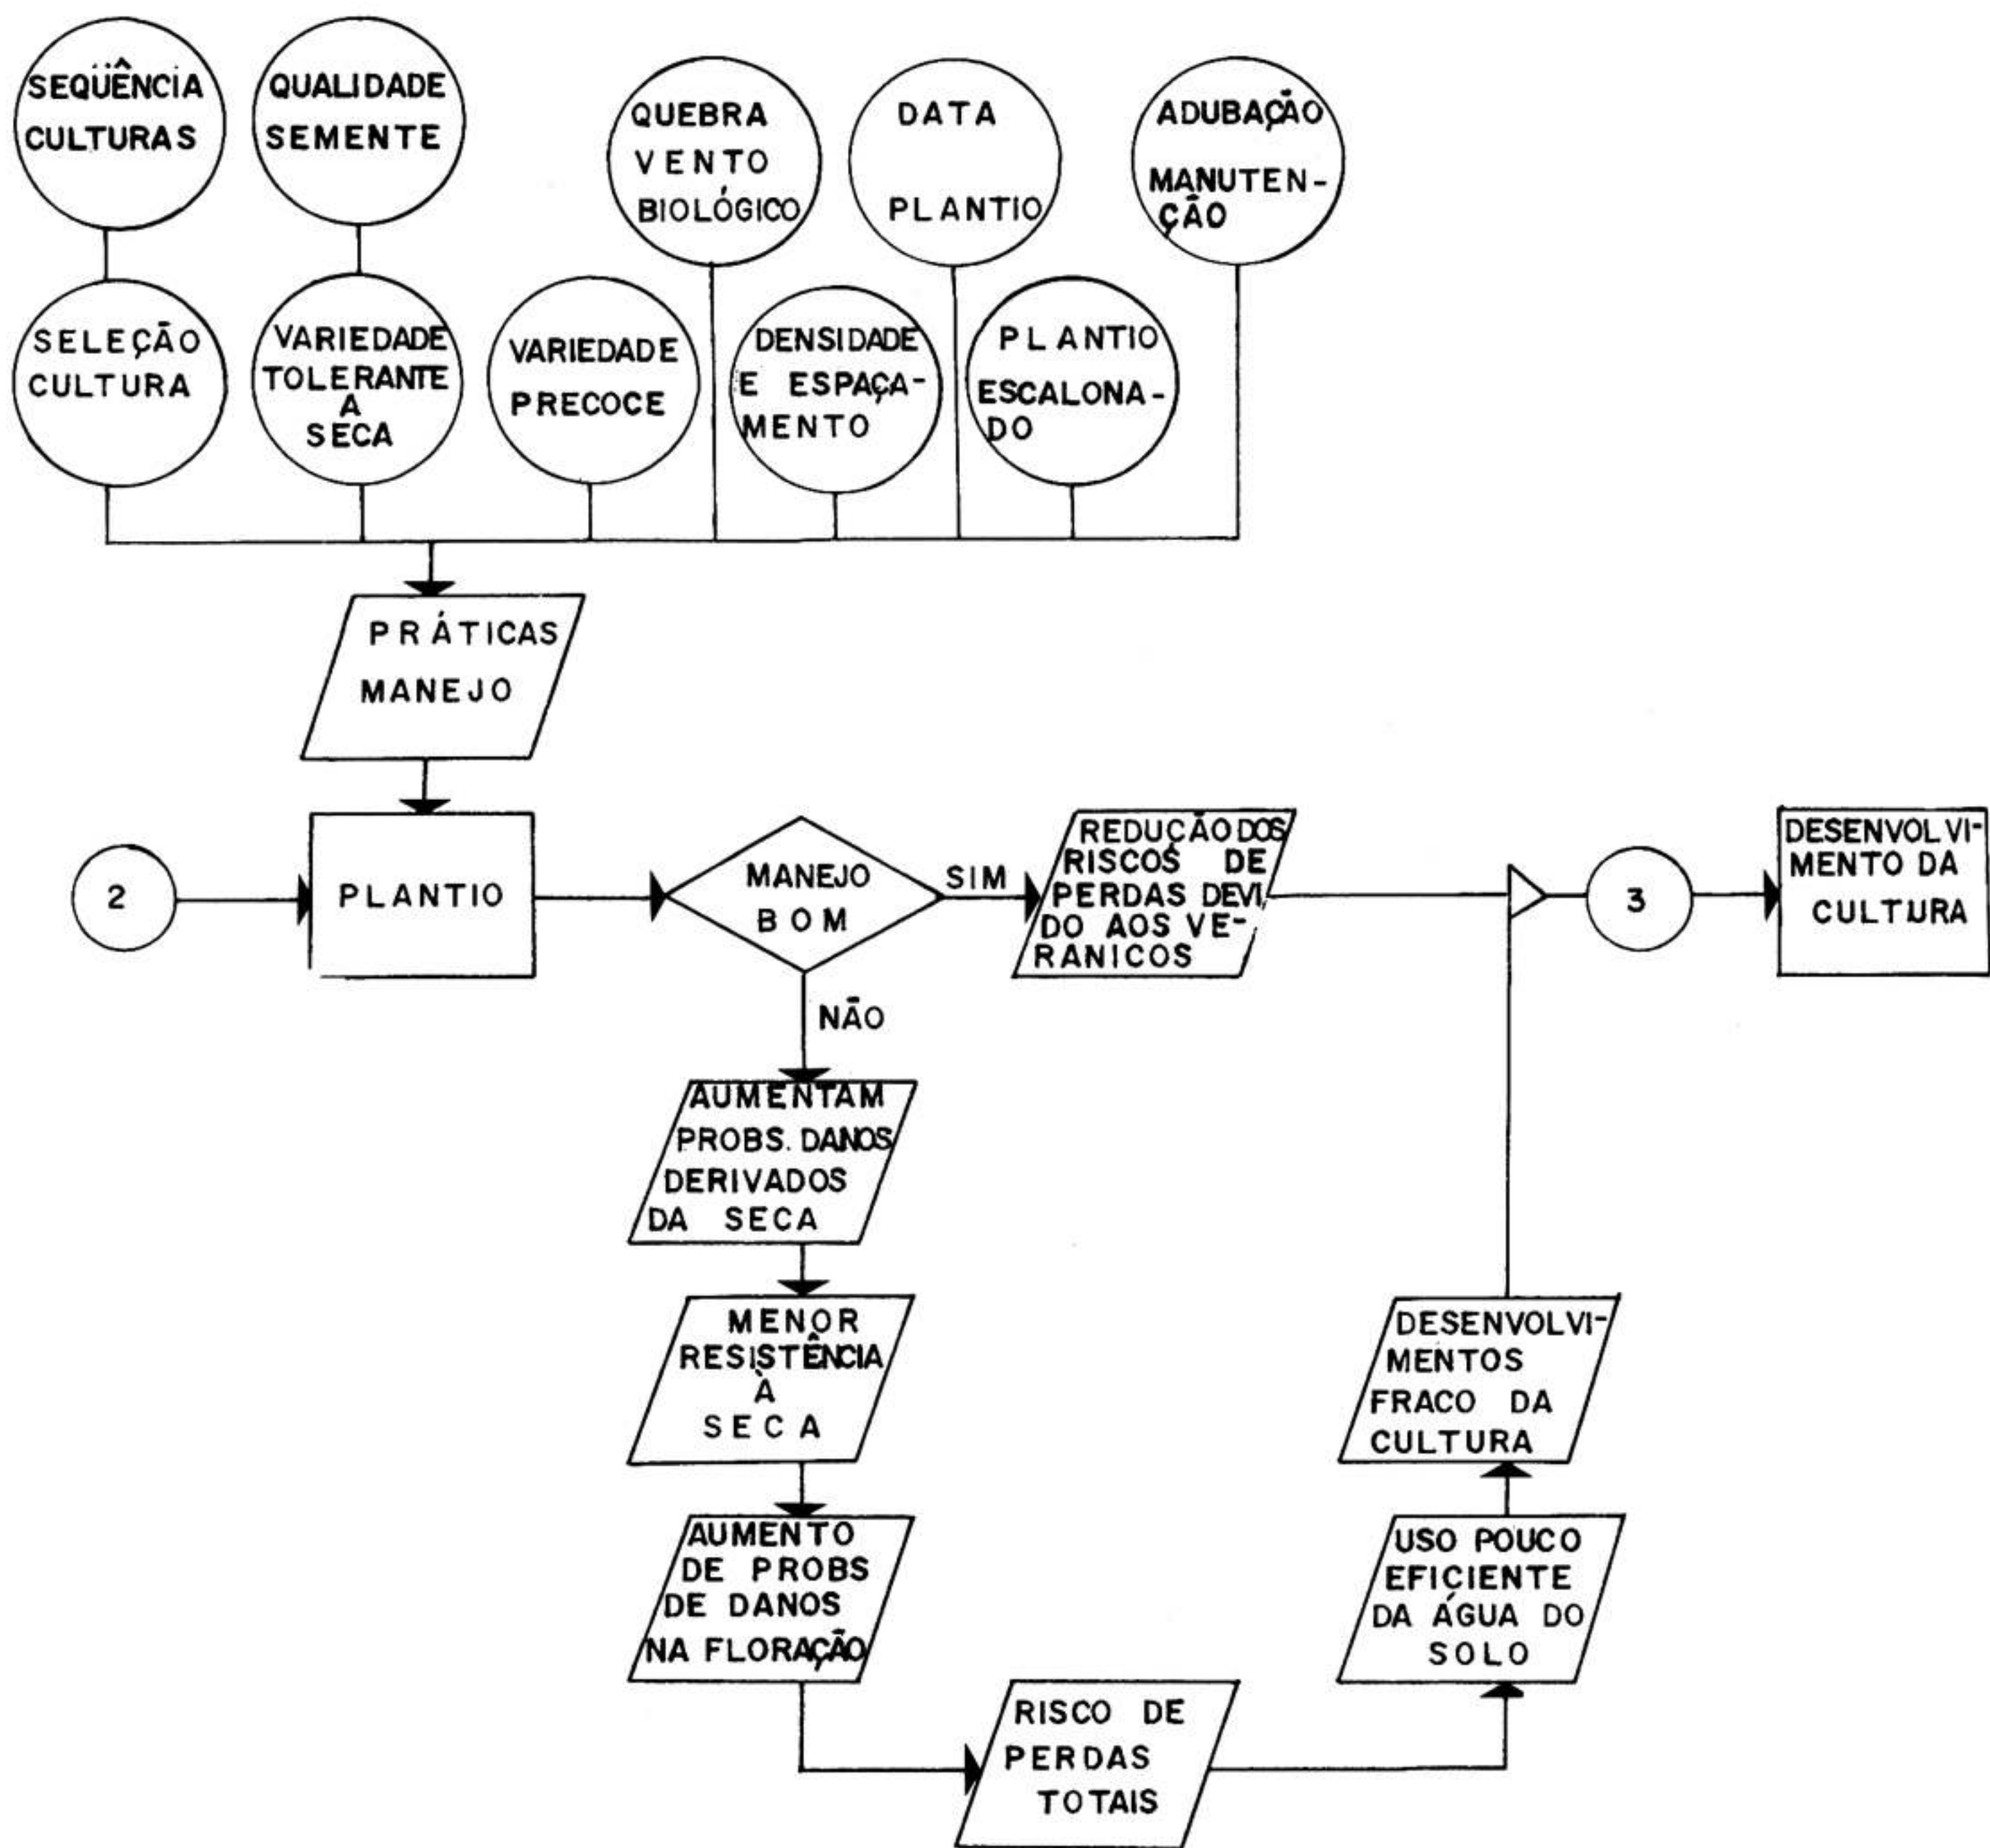 SEQÜÊNCIA
CULTURAS
QUALIDADE
SEMENTE
QUEBRA
VENTO
BIOLÓGICO
DATA
PLANTIO
ADUBAÇÃO
MANUTEN-
ÇÃO
SELEÇÃO
CULTURA
VARIEDADE
TOLERANTE
A
SECA
VARIEDADE
PRECOCE
DENSIDADE
E ESPAÇA-
MENTO
PLANTIO
ESCALONA-
DO
PRÁTICAS
MANEJO
2
PLANTIO
MANEJO
BOM
SIM
REDUÇÃO DOS
RISCOS DE
PERDAS DEVI,
DO AOS VE-
RANICOS
3
DESENVOLVI-
MENTO DA
CULTURA
NÃO
AUMENTAM
PROBS. DANOS
DERIVADOS
DA SECA
MENOR
RESISTÊNCIA
À
SECA
AUMENTO
DE PROBS
DE DANOS
NA FLORAÇÃO
RISCO DE
PERDAS
TOTAIS
USO POUCO
EFICIENTE
DA ÁGUA DO
SOLO
DESENVOLVI-
MENTOS
FRACO DA
CULTURA